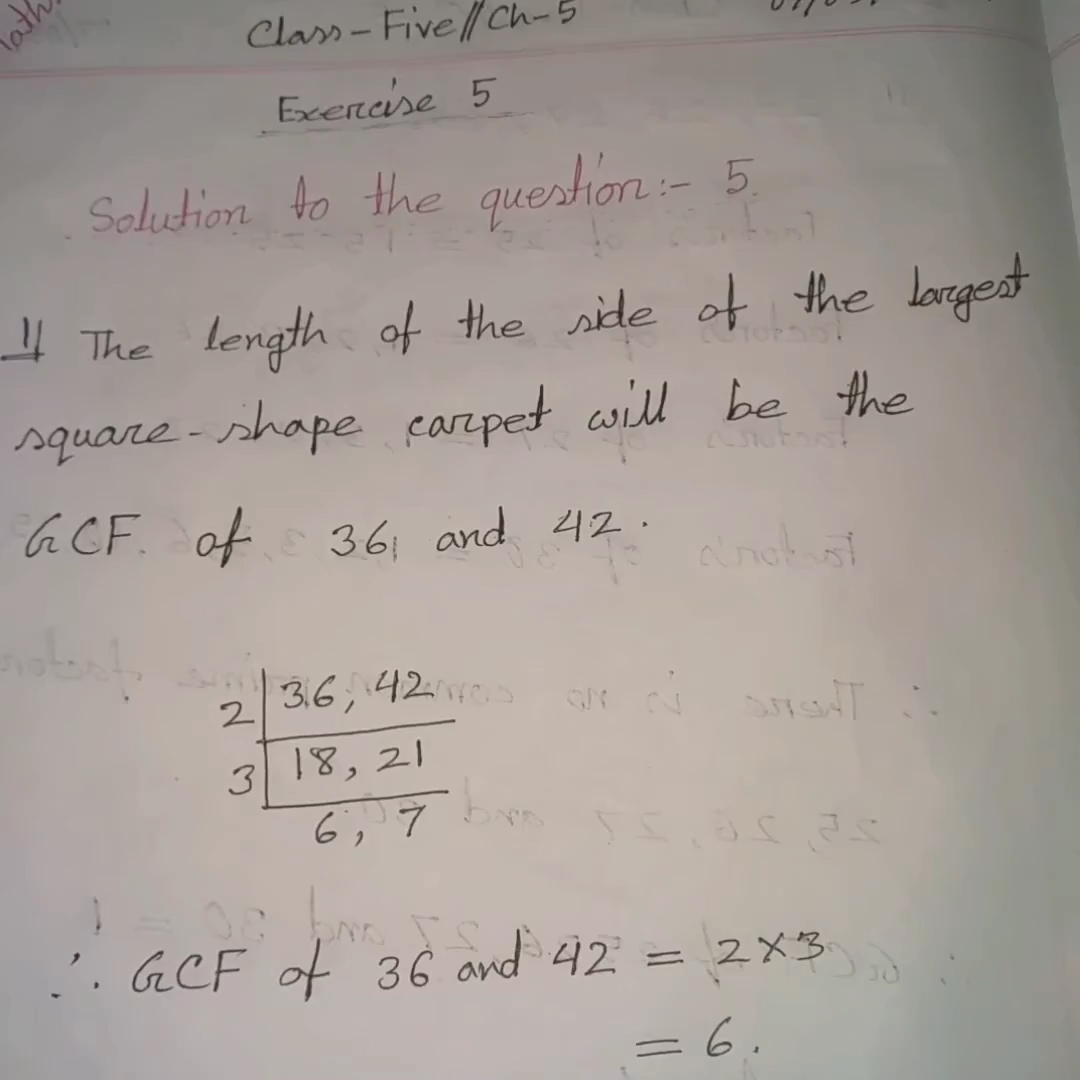 Class-Five//Ch-5
Exercise 5
Solution to the question:- 5.
1/ The length of the side of the largest
square-shape carpet will be the
GCF. of 36, and 42.
2 | 36, 42
3 | 18, 21
6, 7
∴ GCF of 36 and 42 = 2×3
= 6.